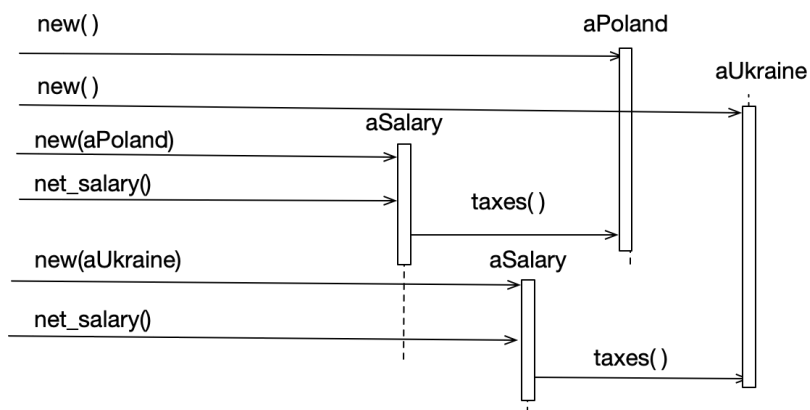 new()
aPoland
aUkraine
new()
aSalary
new(aPoland)
net_salary()
taxes()
new(aUkraine)
aSalary
net_salary()
taxes()